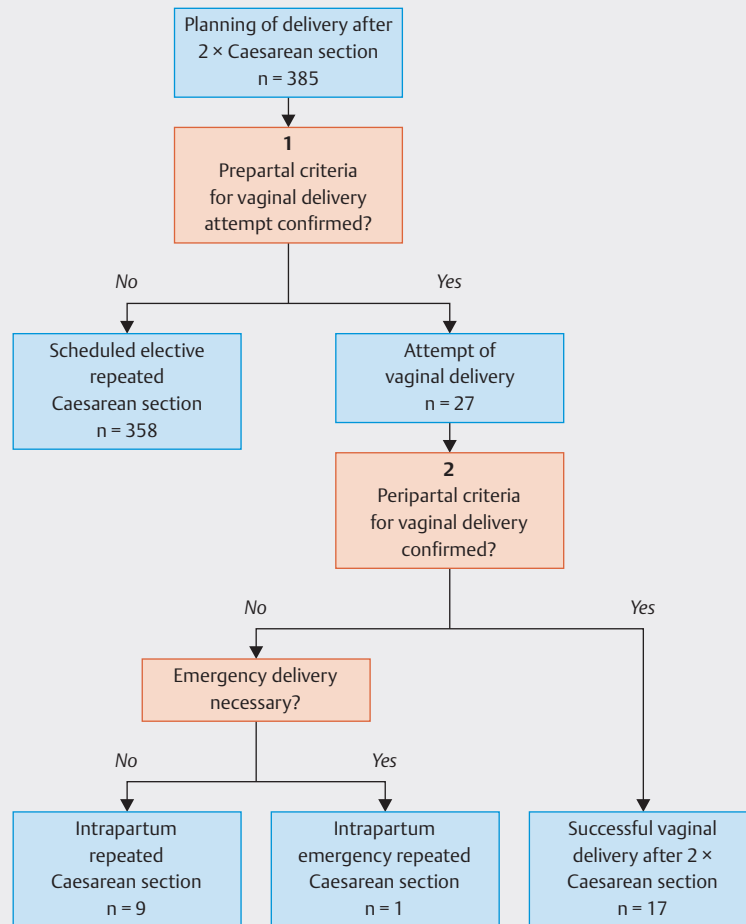 Planning of delivery after
2 × Caesarean section
n = 385
1
Prepartal criteria
for vaginal delivery
attempt confirmed?
No
Yes
Scheduled elective
repeated
Caesarean section
n = 358
Attempt of
vaginal delivery
n = 27
2
Peripartal criteria
for vaginal delivery
confirmed?
No
Yes
Emergency delivery
necessary?
No
Yes
Intrapartum
repeated
Caesarean section
n = 9
Intrapartum
emergency repeated
Caesarean section
n = 1
Successful vaginal
delivery after 2 ×
Caesarean section
n = 17